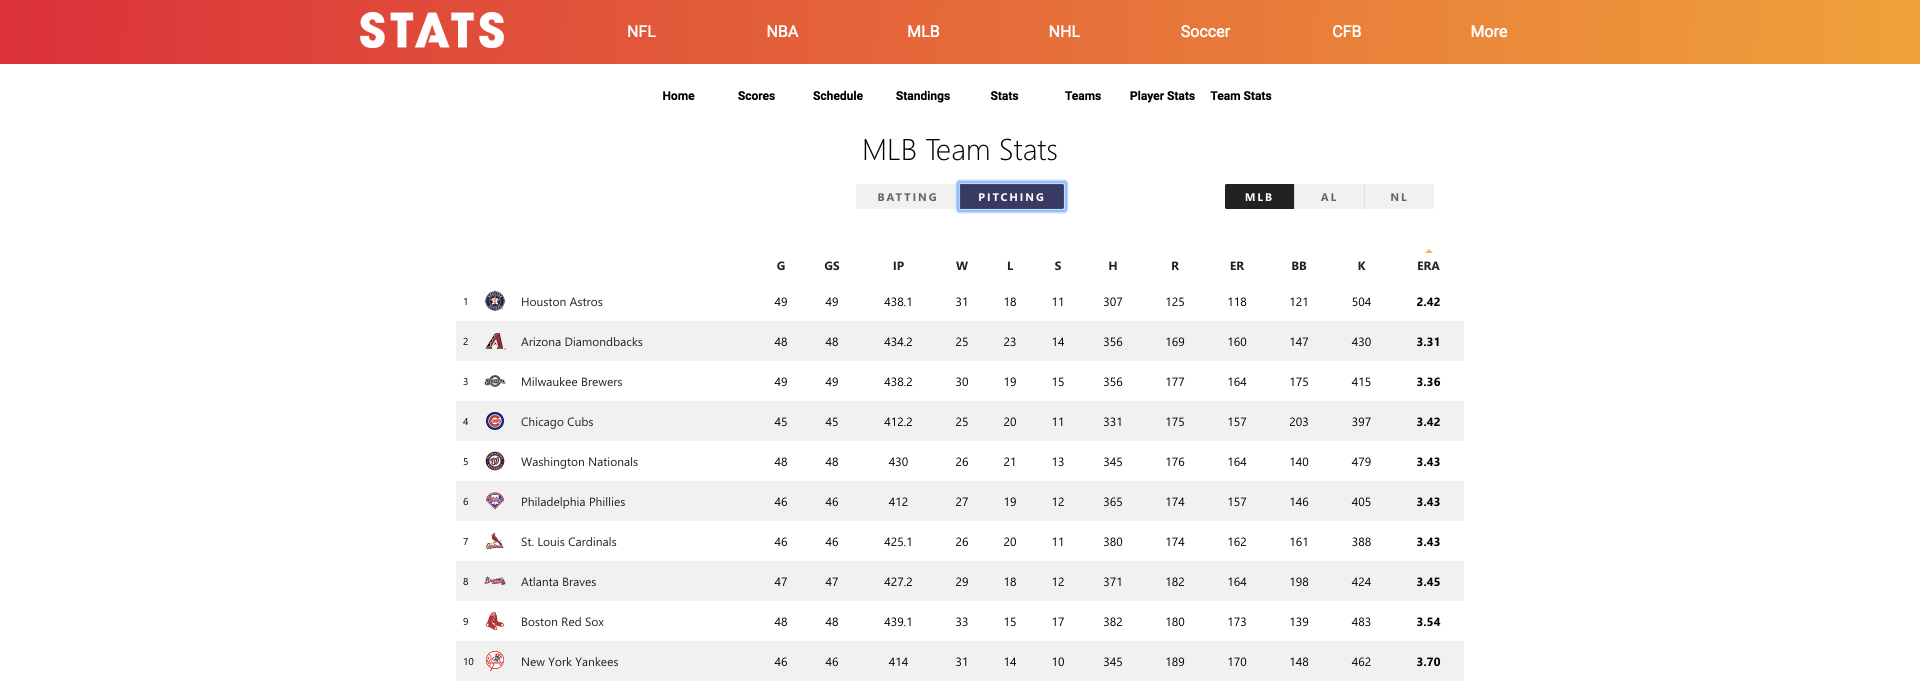 STATS NFL NBA MLB NHL Soccer CFB More
Home Scores Schedule Standings Stats Teams Player Stats Team Stats
MLB Team Stats
BATTING PITCHING MLB AL NL
G GS IP W L S H R ER BB K ERA
1 Houston Astros 49 49 438.1 31 18 11 307 125 118 121 504 2.42
2 Arizona Diamondbacks 48 48 434.2 25 23 14 356 169 160 147 430 3.31
3 Milwaukee Brewers 49 49 438.2 30 19 15 356 177 164 175 415 3.36
4 Chicago Cubs 45 45 412.2 25 20 11 331 175 157 203 397 3.42
5 Washington Nationals 48 48 430 26 21 13 345 176 164 140 479 3.43
6 Philadelphia Phillies 46 46 412 27 19 12 365 174 157 146 405 3.43
7 St. Louis Cardinals 46 46 425.1 26 20 11 380 174 162 161 388 3.43
8 Atlanta Braves 47 47 427.2 29 18 12 371 182 164 198 424 3.45
9 Boston Red Sox 48 48 439.1 33 15 17 382 180 173 139 483 3.54
10 New York Yankees 46 46 414 31 14 10 345 189 170 148 462 3.70